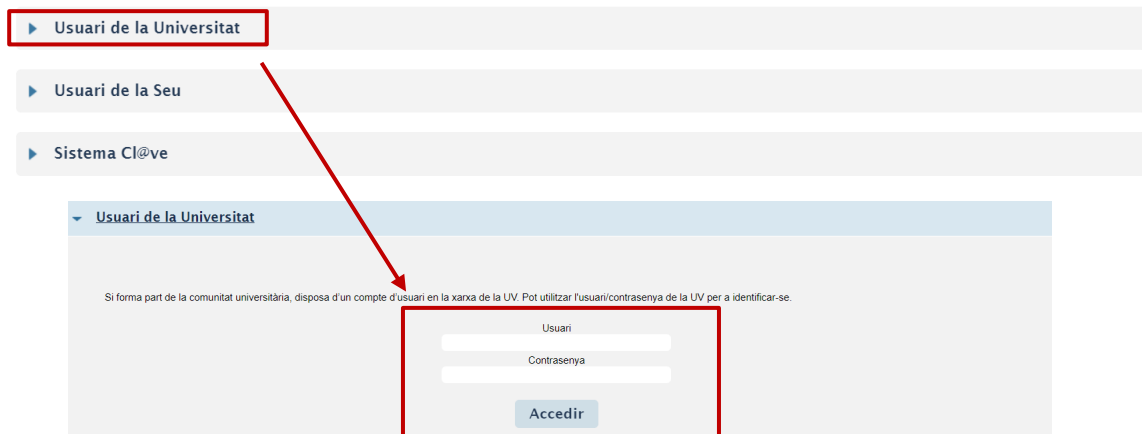 Usuari de la Universitat
Usuari de la Seu
Sistema Cl@ve
Usuari de la Universitat
Si forma part de la comunitat universitària, disposa d'un compte d'usuari en la xarxa de la UV. Pot utilitzar l'usuari/contrasenya de la UV per a identificar-se.
Usuari
Contrasenya
Accedir